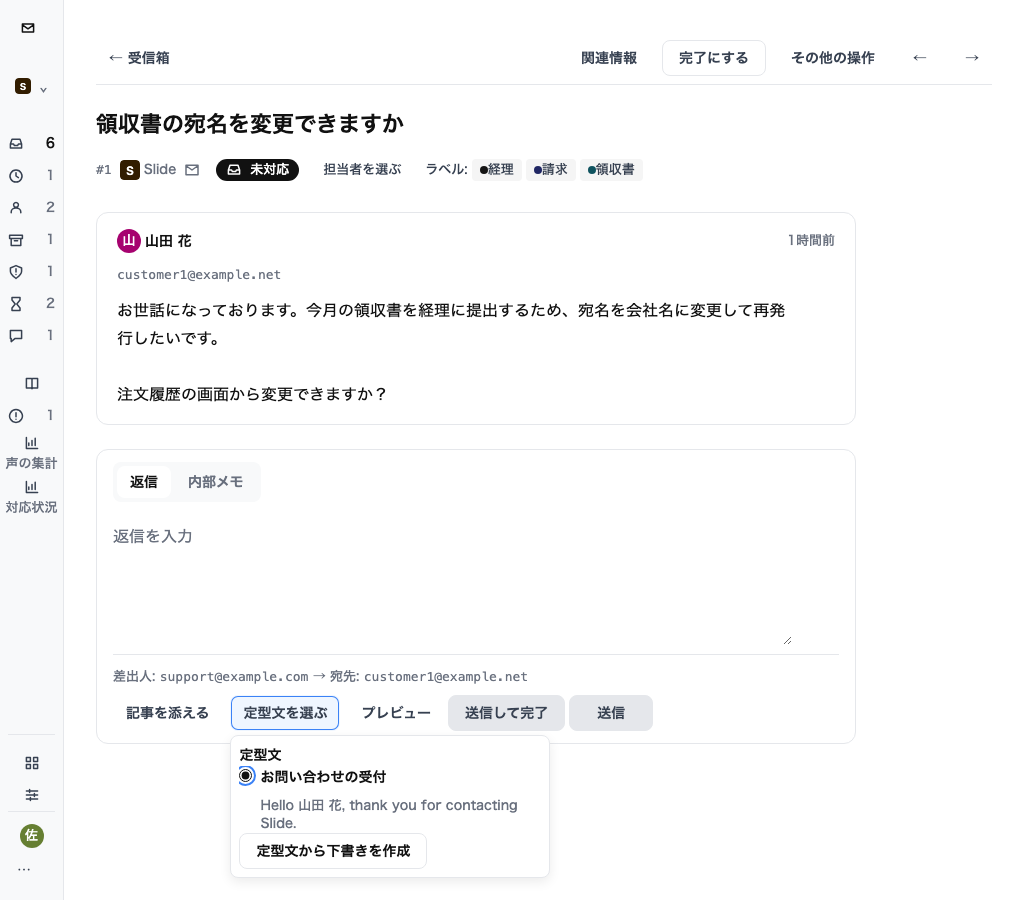 S
6
1
2
1
1
2
1
1
声の集計
対応状況
佐
...
← 受信箱
関連情報
完了にする
その他の操作
←
→
領収書の宛名を変更できますか
#1 S Slide 未対応 担当者を選ぶ ラベル: 経理 請求 領収書
山 山田 花
1時間前
customer1@example.net
お世話になっております。今月の領収書を経理に提出するため、宛名を会社名に変更して再発
行したいです。
注文履歴の画面から変更できますか？
返信 内部メモ
返信を入力
差出人: support@example.com → 宛先: customer1@example.net
記事を添える 定型文を選ぶ プレビュー 送信して完了 送信
定型文
お問い合わせの受付
Hello 山田 花, thank you for contacting
Slide.
定型文から下書きを作成